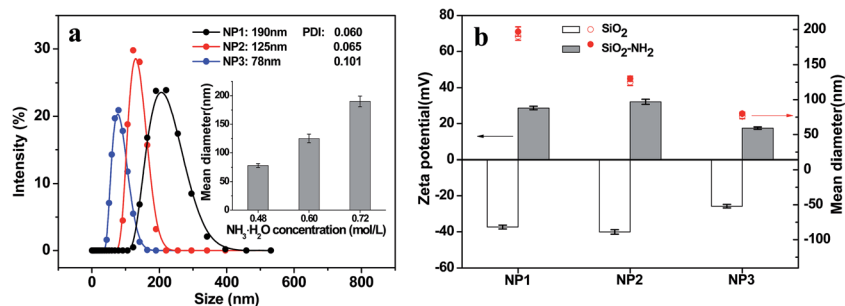 a
NP1: 190nm PDI: 0.060
NP2: 125nm 0.065
NP3: 78nm 0.101
Intensity (%)
30
20
10
0
0 200 400 600 800
Size (nm)
Mean diameter(nm)
200
150
100
50
0
0.48 0.60 0.72
NH3·H2O concentration (mol/L)
b
SiO2
SiO2-NH2
Zeta potential(mV)
80
60
40
20
0
-20
-40
-60
NP1 NP2 NP3
200
150
100
50
0
-50
-100
Mean diameter(nm)